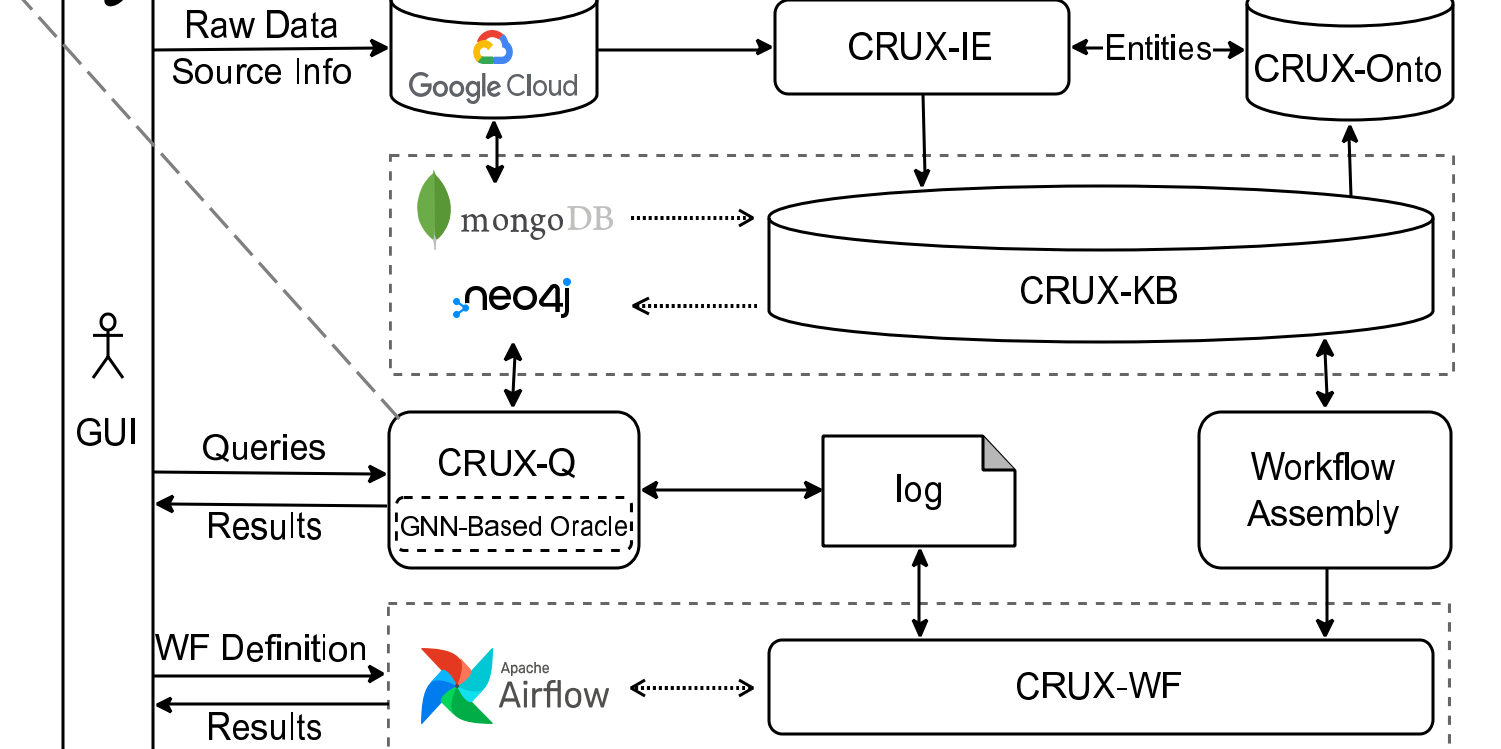 Raw Data
Source Info
Google Cloud
CRUX-IE
Entities
CRUX-Onto
mongoDB
neo4j
CRUX-KB
GUI
Queries
Results
CRUX-Q
GNN-Based Oracle
log
Workflow
Assembly
WF Definition
Results
Apache
Airflow
CRUX-WF